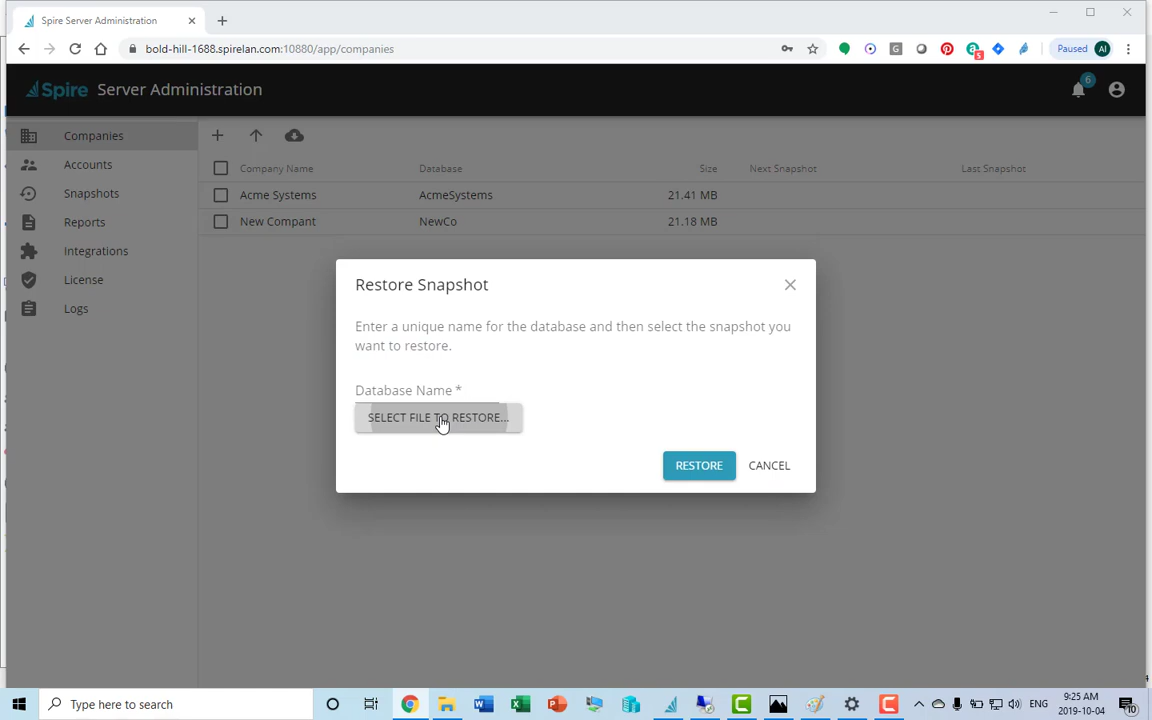 Spire Server Administration
bold-hill-1688.spirelan.com:10880/app/companies
Paused AI
Spire Server Administration
6
Companies
Accounts
Snapshots
Reports
Integrations
License
Logs
Company Name Database Size Next Snapshot Last Snapshot
Acme Systems AcmeSystems 21.41 MB
New Compant NewCo 21.18 MB
Restore Snapshot
Enter a unique name for the database and then select the snapshot you
want to restore.
Database Name *
SELECT FILE TO RESTORE...
RESTORE CANCEL
Type here to search
ENG
9:25 AM
2019-10-04